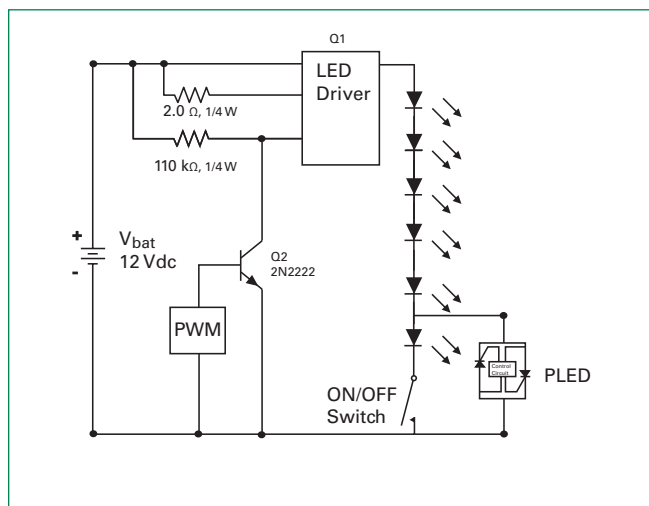 Q1
LED
Driver
2.0 Ω, 1/4 W
110 kΩ, 1/4 W
+
Vbat
12 Vdc
-
Q2
2N2222
PWM
Control
Circuit
PLED
ON/OFF
Switch